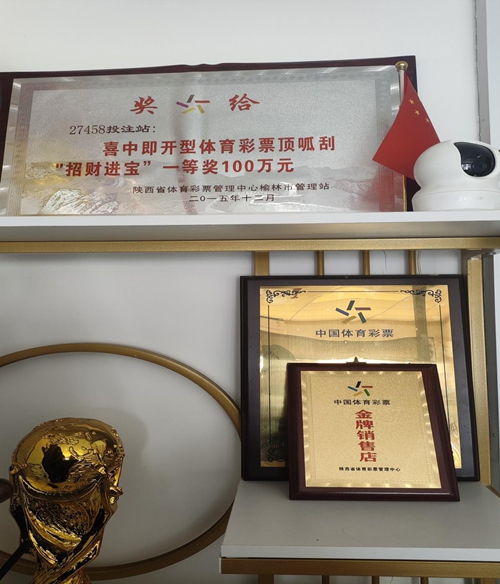 奖 给
27458投注站：
喜中即开型体育彩票顶呱刮
“招财进宝”一等奖100万元
陕西省体育彩票管理中心榆林市管理站
二〇一五年十二月
中国体育彩票
中国体育彩票
金牌销售店
陕西省体育彩票管理中心